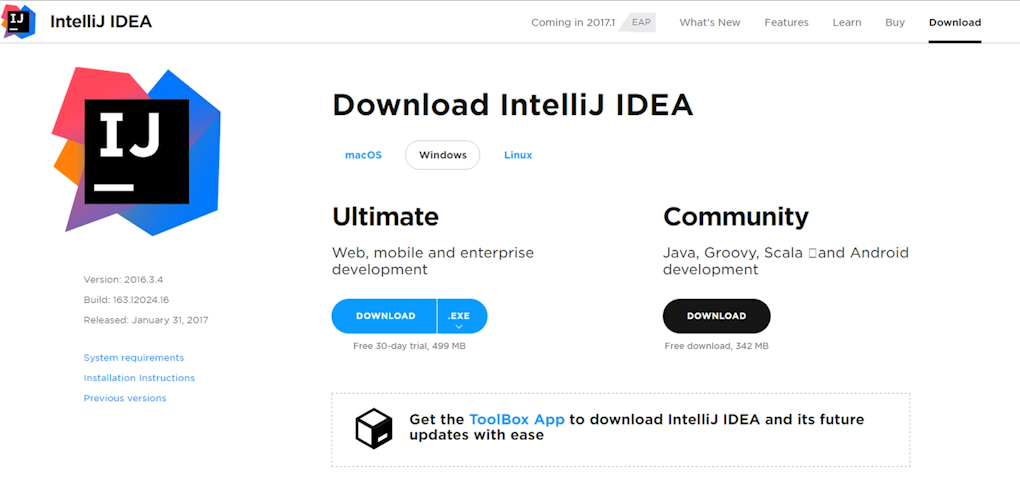 IJ
IntelliJ IDEA
Coming in 2017.1 EAP What's New Features Learn Buy Download
IJ
Download IntelliJ IDEA
macOS Windows Linux
Ultimate
Web, mobile and enterprise
development
DOWNLOAD .EXE
Free 30-day trial, 499 MB
Community
Java, Groovy, Scala and Android
development
DOWNLOAD
Free download, 342 MB
Version: 2016.3.4
Build: 163.12024.16
Released: January 31, 2017
System requirements
Installation Instructions
Previous versions
Get the ToolBox App to download IntelliJ IDEA and its future
updates with ease